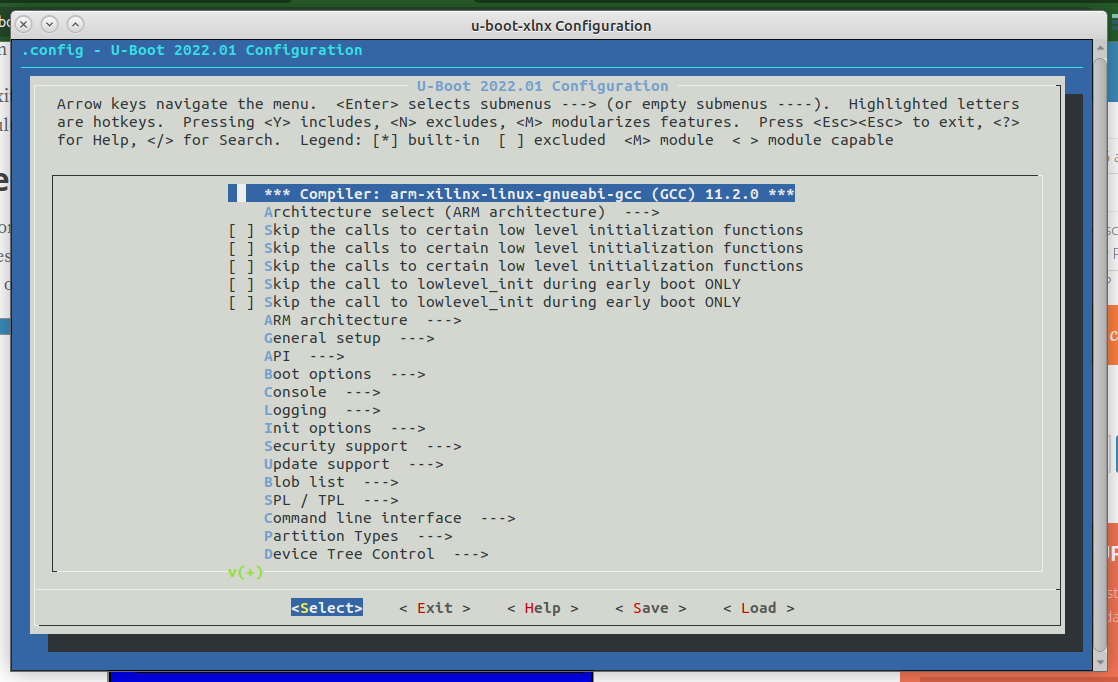 u-boot-xlnx Configuration
.config - U-Boot 2022.01 Configuration
U-Boot 2022.01 Configuration
Arrow keys navigate the menu.  <Enter> selects submenus ---> (or empty submenus ----).  Highlighted letters
are hotkeys.  Pressing <Y> includes, <N> excludes, <M> modularizes features.  Press <Esc><Esc> to exit, <?>
for Help, </> for Search.  Legend: [*] built-in  [ ] excluded  <M> module  < > module capable
*** Compiler: arm-xilinx-linux-gnueabi-gcc (GCC) 11.2.0 ***
Architecture select (ARM architecture)  --->
[ ] Skip the calls to certain low level initialization functions
[ ] Skip the calls to certain low level initialization functions
[ ] Skip the calls to certain low level initialization functions
[ ] Skip the call to lowlevel_init during early boot ONLY
[ ] Skip the call to lowlevel_init during early boot ONLY
ARM architecture  --->
General setup  --->
API  --->
Boot options  --->
Console  --->
Logging  --->
Init options  --->
Security support  --->
Update support  --->
Blob list  --->
SPL / TPL  --->
Command line interface  --->
Partition Types  --->
Device Tree Control  --->
v(+)
<Select>    < Exit >    < Help >    < Save >    < Load >